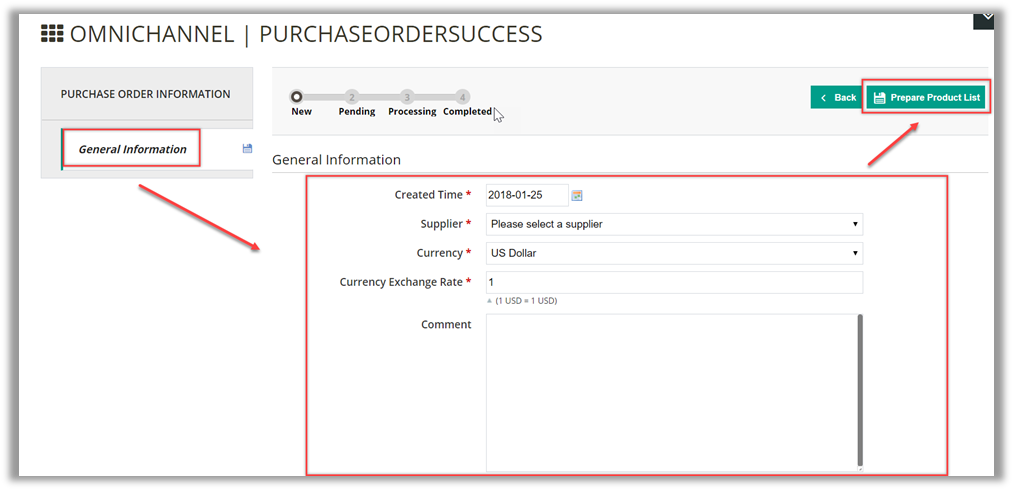 OMNICHANNEL | PURCHASEORDERSUCCESS
PURCHASE ORDER INFORMATION
General Information
1 2 3 4
New Pending Processing Completed
Back
Prepare Product List
General Information
Created Time * 2018-01-25
Supplier * Please select a supplier
Currency * US Dollar
Currency Exchange Rate * 1
(1 USD = 1 USD)
Comment